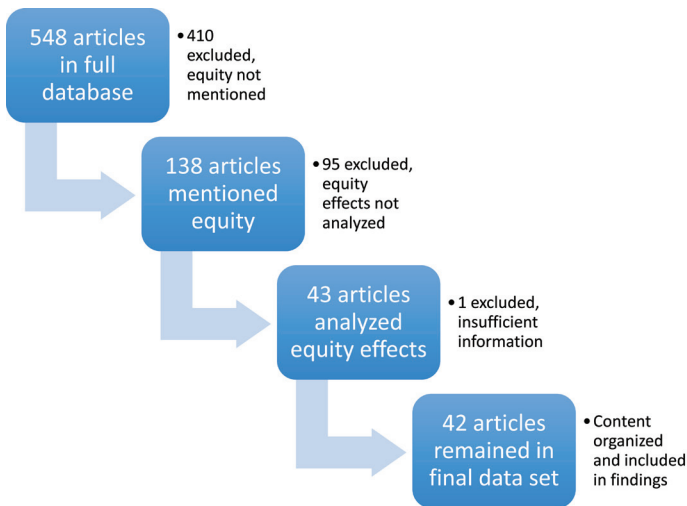 548 articles
in full
database
•410
excluded,
equity not
mentioned
138 articles
mentioned
equity
•95 excluded,
equity
effects not
analyzed
43 articles
analyzed
equity effects
•1 excluded,
insufficient
information
42 articles
remained in
final data set
•Content
organized
and included
in findings